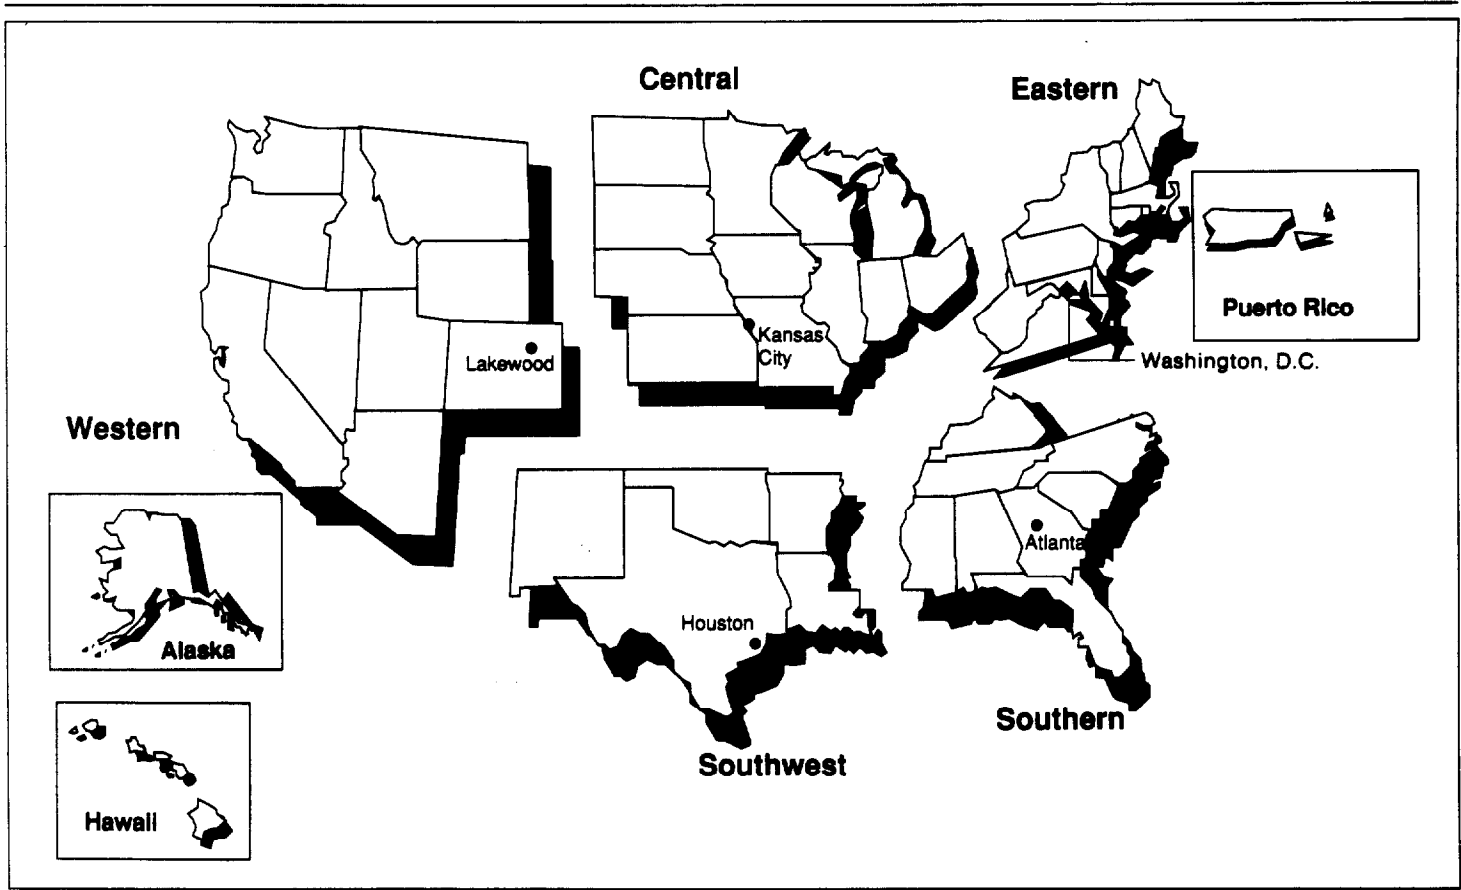 Central
Eastern
Puerto Rico
Kansas
City
Lakewood
Washington, D.C.
Western
Atlanta
Houston
Alaska
Southern
Southwest
Hawaii